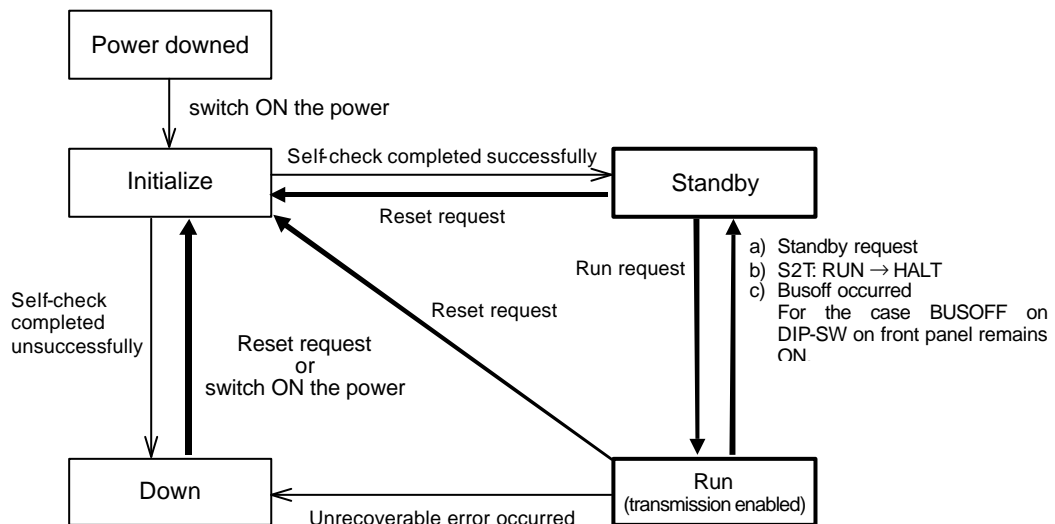 Power downed
switch ON the power
Self-check completed successfully
Initialize
Standby
Reset request
a) Standby request
b) S2T: RUN → HALT
c) Busoff occurred
For the case BUSOFF on
DIP-SW on front panel remains
ON
Run request
Reset request
Self-check
completed
unsuccessfully
Reset request
or
switch ON the power
Down
Run
(transmission enabled)
Unrecoverable error occurred